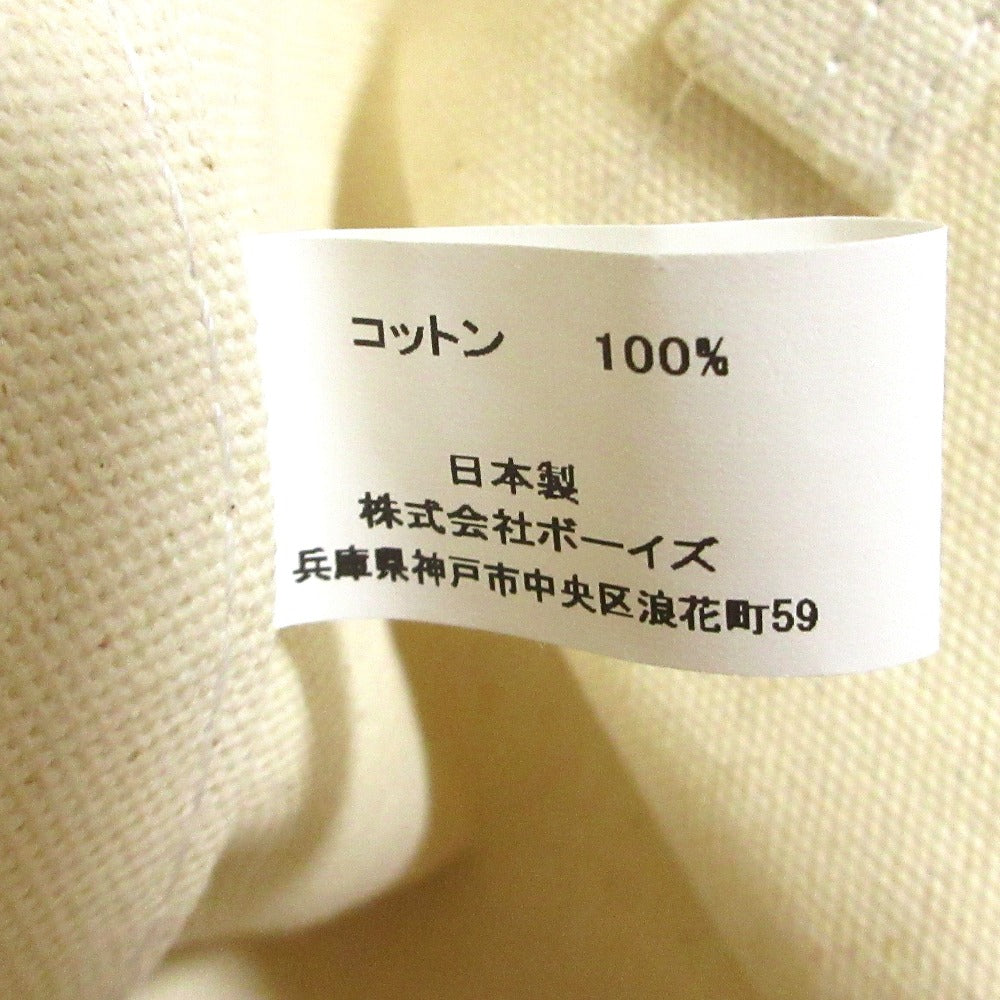 コットン 100%
日本製
株式会社ボーイズ
兵庫県神戸市中央区浪花町59